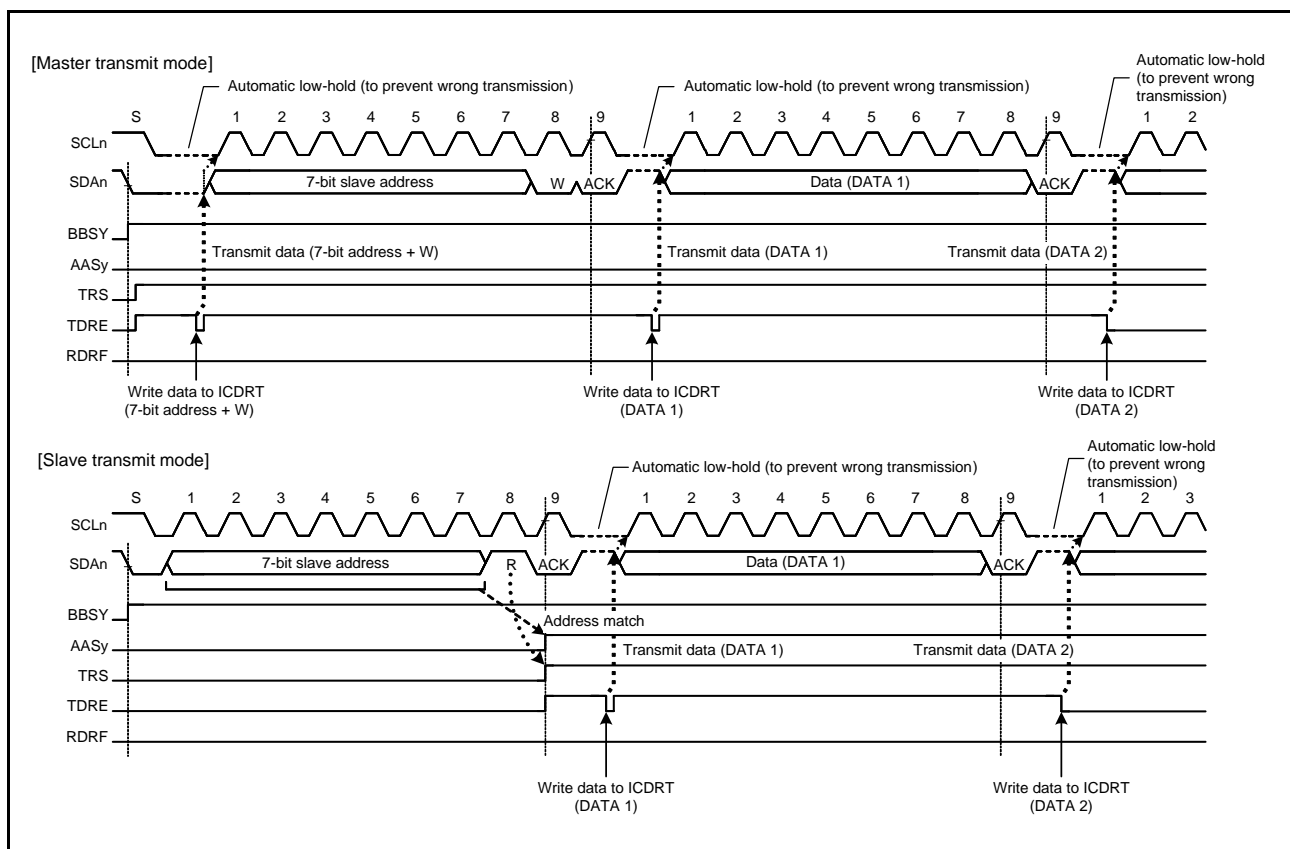 [Master transmit mode]
Automatic low-hold (to prevent wrong transmission)
Automatic low-hold (to prevent wrong transmission)
Automatic low-hold
(to prevent wrong
transmission)
S 1 2 3 4 5 6 7 8 9 1 2 3 4 5 6 7 8 9 1 2
SCLn
SDAn 7-bit slave address W ACK Data (DATA 1) ACK
BBSY
Transmit data (7-bit address + W) Transmit data (DATA 1) Transmit data (DATA 2)
AASy
TRS
TDRE
RDRF
Write data to ICDRT
(7-bit address + W)
Write data to ICDRT
(DATA 1)
Write data to ICDRT
(DATA 2)
[Slave transmit mode]
Automatic low-hold (to prevent wrong transmission)
Automatic low-hold
(to prevent wrong
transmission)
S 1 2 3 4 5 6 7 8 9 1 2 3 4 5 6 7 8 9 1 2 3
SCLn
SDAn 7-bit slave address R ACK Data (DATA 1) ACK
BBSY
Address match
AASy
Transmit data (DATA 1) Transmit data (DATA 2)
TRS
TDRE
RDRF
Write data to ICDRT
(DATA 1)
Write data to ICDRT
(DATA 2)